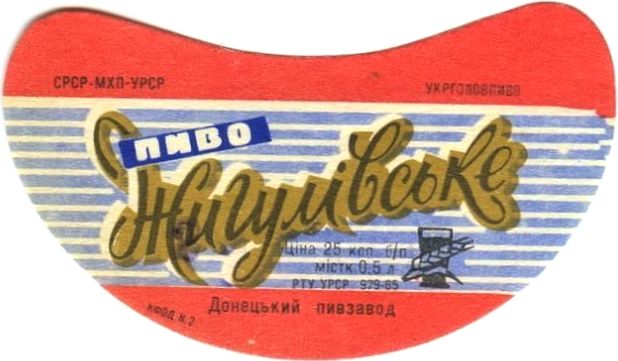 СРСР-МХП-УРСР
УКРГОЛОВПИВО
ПИВО
Жигулівське
Ціна 25 коп. б/п
містк. 0.5 л
РТУ УРСР 979-65
Донецький пивзавод
КФОД. N. 2